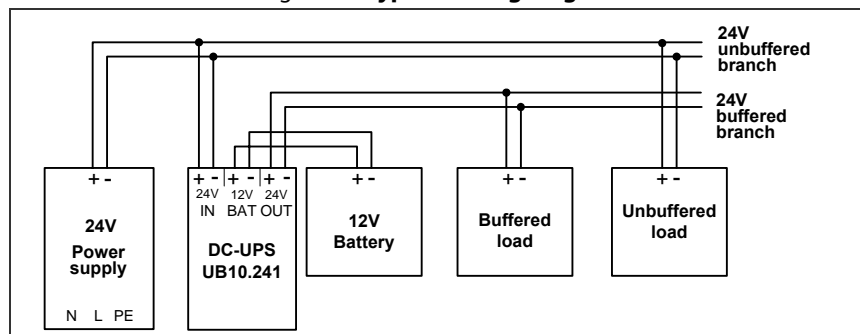 24V
unbuffered
branch
24V
buffered
branch
+ -
24V
Power
supply
N L PE
+ - + - + -
24V 12V 24V
IN BAT OUT
DC-UPS
UB10.241
+ -
12V
Battery
+ -
Buffered
load
+ -
Unbuffered
load